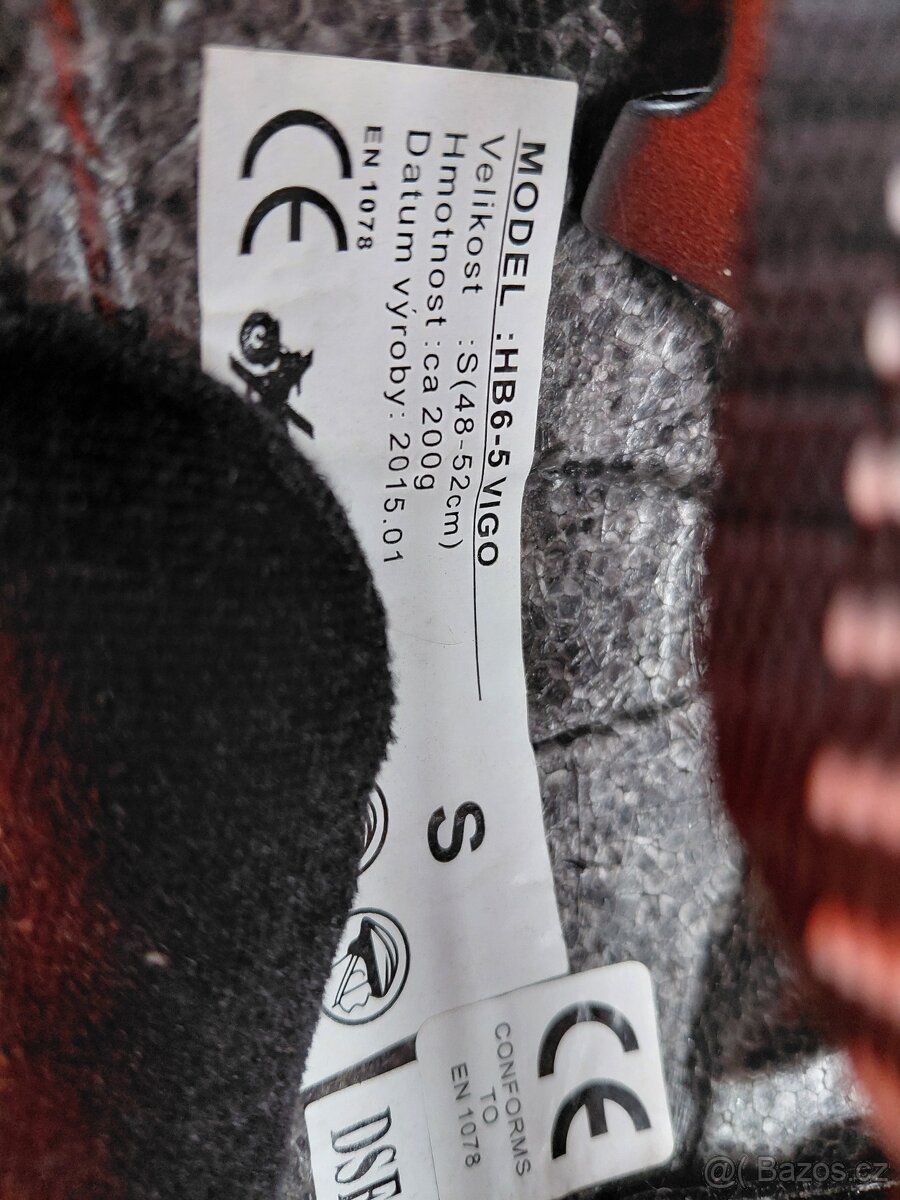 MODEL :HB6-5 VIGO
Velikost :S(48-52cm)
Hmotnost :ca 200g
Datum výroby: 2015.01
CE
EN 1078
S
CE
CONFORMS
TO
EN 1078
@( Bazos.cz